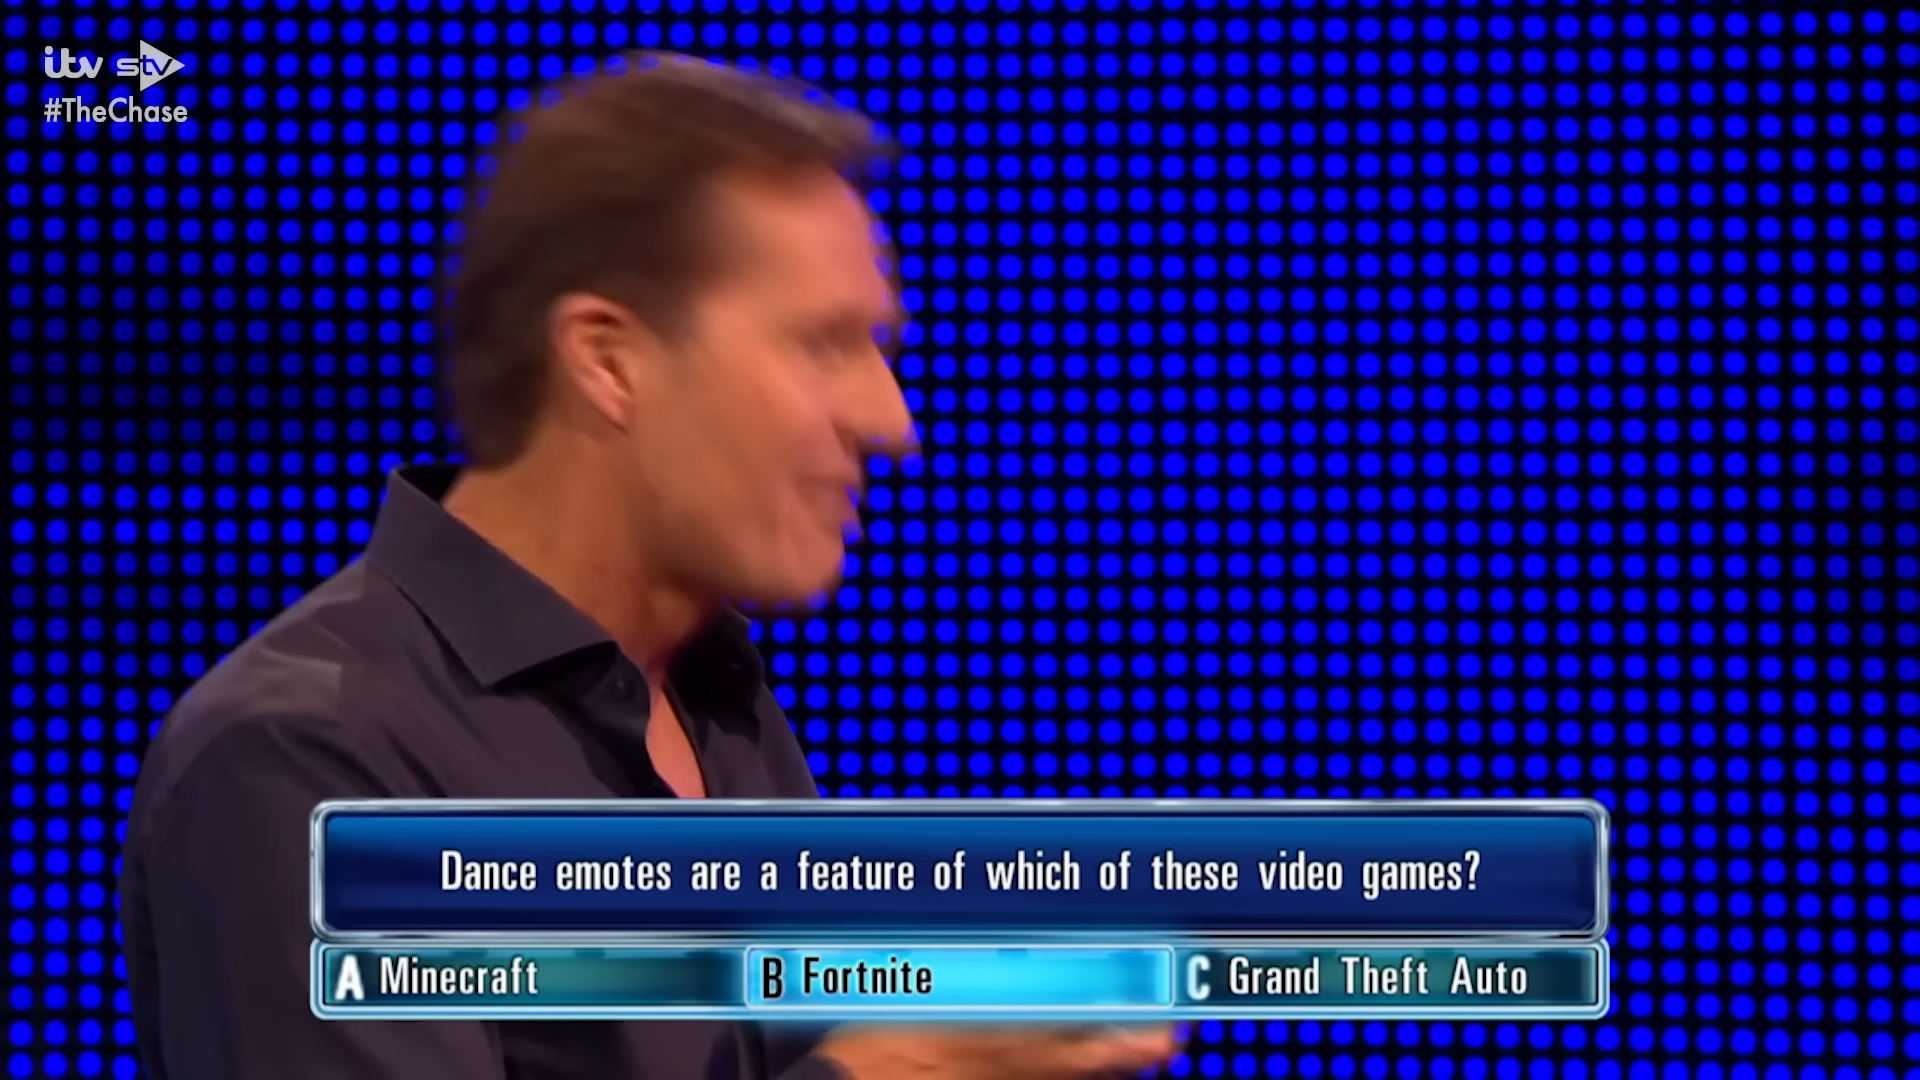 itv stv
#TheChase
Dance emotes are a feature of which of these video games?
A Minecraft
B Fortnite
C Grand Theft Auto